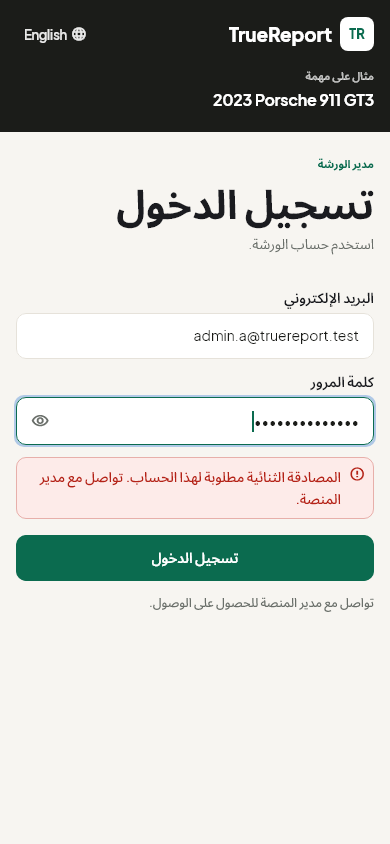 TR TrueReport
English
مثال على مهمة
2023 Porsche 911 GT3
مدير الورشة
تسجيل الدخول
استخدم حساب الورشة.
البريد الإلكتروني
admin.a@truereport.test
كلمة المرور
••••••••••••••
المصادقة الثنائية مطلوبة لهذا الحساب. تواصل مع مدير
المنصة.
تسجيل الدخول
تواصل مع مدير المنصة للحصول على الوصول.